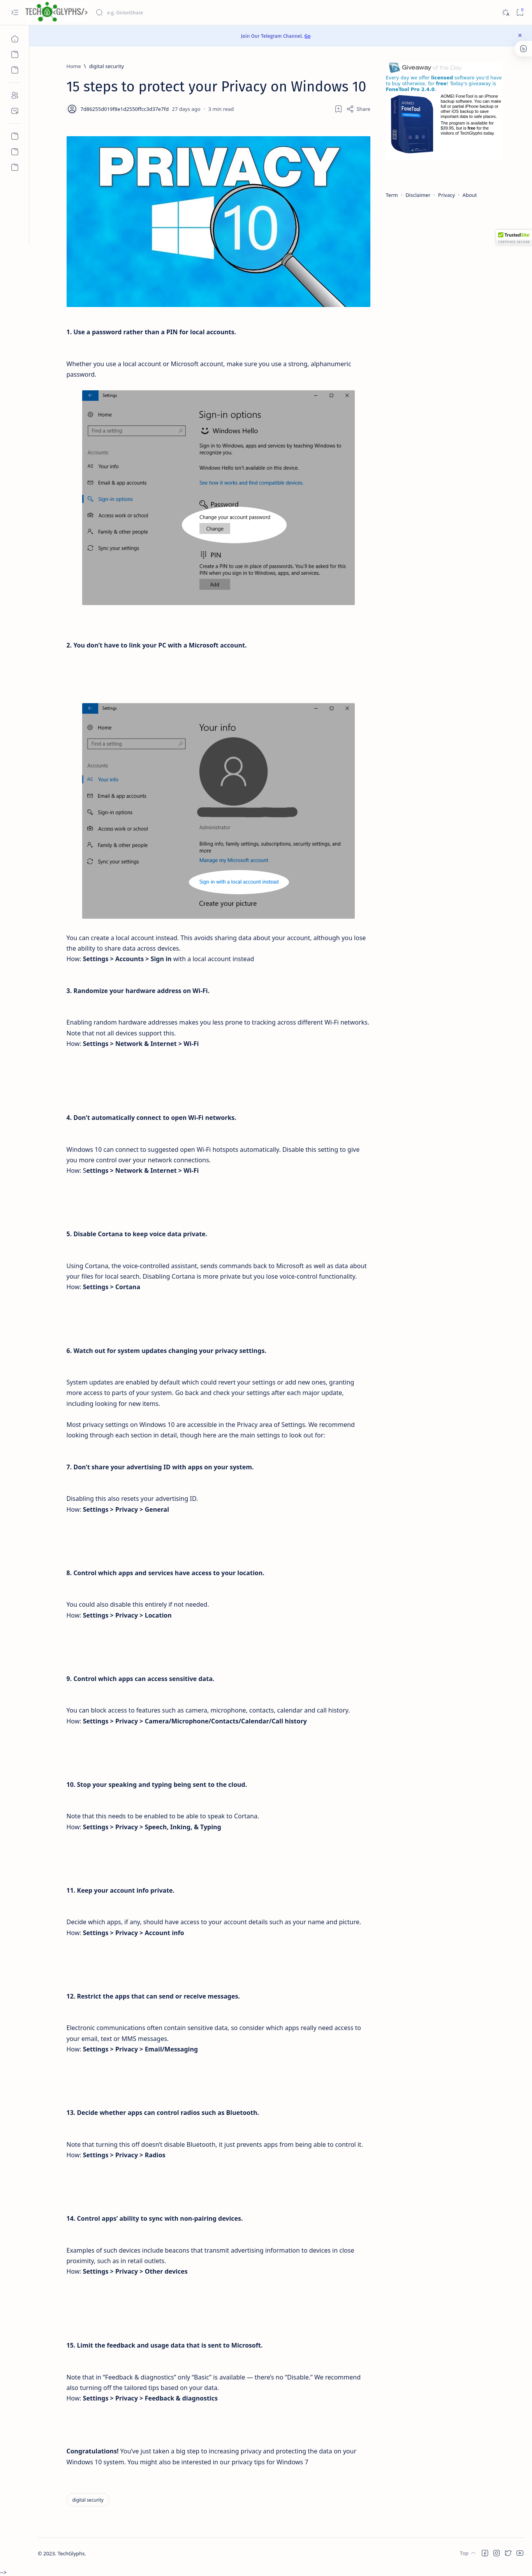 TECH GLYPHS/>
e.g. OnionShare
0
Join Our Telegram Channel. Go
Home \ digital security
15 steps to protect your Privacy on Windows 10
7d86255d019f8e1d2550ffcc3d37e7fd 27 days ago · 3 min read
Share
PRIVACY
10
1. Use a password rather than a PIN for local accounts.
Whether you use a local account or Microsoft account, make sure you use a strong, alphanumeric
password.
Settings
Home
Find a setting
Accounts
Your info
Email & app accounts
Sign-in options
Access work or school
Family & other people
Sync your settings
Sign-in options
Windows Hello
Sign in to Windows, apps and services by teaching Windows to
recognize you.
Windows Hello isn't available on this device.
See how it works and find compatible devices.
Password
Change your account password
Change
PIN
Create a PIN to use in place of passwords. You'll be asked for this
PIN when you sign in to Windows, apps, and services.
Add
2. You don’t have to link your PC with a Microsoft account.
Settings
Home
Find a setting
Accounts
Your info
Email & app accounts
Sign-in options
Access work or school
Family & other people
Sync your settings
Your info
Administrator
Billing info, family settings, subscriptions, security settings, and
more
Manage my Microsoft account
Sign in with a local account instead
Create your picture
You can create a local account instead. This avoids sharing data about your account, although you lose
the ability to share data across devices.
How: Settings > Accounts > Sign in with a local account instead
3. Randomize your hardware address on Wi-Fi.
Enabling random hardware addresses makes you less prone to tracking across different Wi-Fi networks.
Note that not all devices support this.
How: Settings > Network & Internet > Wi-Fi
4. Don’t automatically connect to open Wi-Fi networks.
Windows 10 can connect to suggested open Wi-Fi hotspots automatically. Disable this setting to give
you more control over your network connections.
How: Settings > Network & Internet > Wi-Fi
5. Disable Cortana to keep voice data private.
Using Cortana, the voice-controlled assistant, sends commands back to Microsoft as well as data about
your files for local search. Disabling Cortana is more private but you lose voice-control functionality.
How: Settings > Cortana
6. Watch out for system updates changing your privacy settings.
System updates are enabled by default which could revert your settings or add new ones, granting
more access to parts of your system. Go back and check your settings after each major update,
including looking for new items.
Most privacy settings on Windows 10 are accessible in the Privacy area of Settings. We recommend
looking through each section in detail, though here are the main settings to look out for:
7. Don’t share your advertising ID with apps on your system.
Disabling this also resets your advertising ID.
How: Settings > Privacy > General
8. Control which apps and services have access to your location.
You could also disable this entirely if not needed.
How: Settings > Privacy > Location
9. Control which apps can access sensitive data.
You can block access to features such as camera, microphone, contacts, calendar and call history.
How: Settings > Privacy > Camera/Microphone/Contacts/Calendar/Call history
10. Stop your speaking and typing being sent to the cloud.
Note that this needs to be enabled to be able to speak to Cortana.
How: Settings > Privacy > Speech, Inking, & Typing
11. Keep your account info private.
Decide which apps, if any, should have access to your account details such as your name and picture.
How: Settings > Privacy > Account info
12. Restrict the apps that can send or receive messages.
Electronic communications often contain sensitive data, so consider which apps really need access to
your email, text or MMS messages.
How: Settings > Privacy > Email/Messaging
13. Decide whether apps can control radios such as Bluetooth.
Note that turning this off doesn’t disable Bluetooth, it just prevents apps from being able to control it.
How: Settings > Privacy > Radios
14. Control apps’ ability to sync with non-pairing devices.
Examples of such devices include beacons that transmit advertising information to devices in close
proximity, such as in retail outlets.
How: Settings > Privacy > Other devices
15. Limit the feedback and usage data that is sent to Microsoft.
Note that in “Feedback & diagnostics” only “Basic” is available — there’s no “Disable.” We recommend
also turning off the tailored tips based on your data.
How: Settings > Privacy > Feedback & diagnostics
Congratulations! You’ve just taken a big step to increasing privacy and protecting the data on your
Windows 10 system. You might also be interested in our privacy tips for Windows 7
digital security
Giveaway of the Day
Every day we offer licensed software you’d have
to buy otherwise, for free! Today's giveaway is
FoneTool Pro 2.4.0.
AOMEI FoneTool is an iPhone
backup software. You can make
full or partial iPhone backup or
other iOS backup to save
important data to safe places.
The program is available for
$39.95, but is free for the
visitors of TechGlyphs today.
Term · Disclaimer · Privacy · About
TrustedSite
CERTIFIED SECURE
© 2023. TechGlyphs.
Top
-->